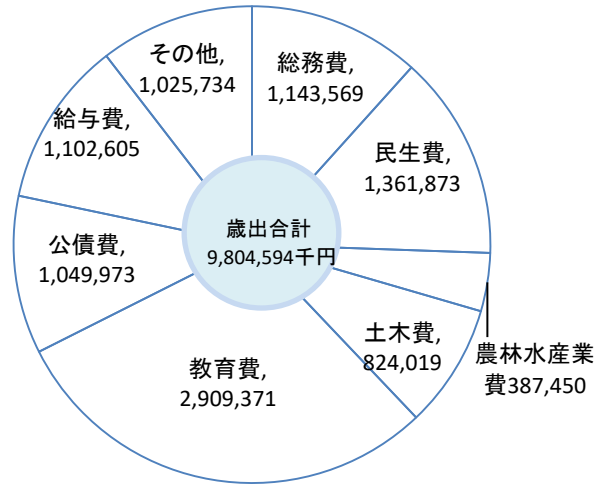 その他,
1,025,734
総務費,
1,143,569
給与費,
1,102,605
民生費,
1,361,873
歳出合計
9,804,594千円
公債費,
1,049,973
土木費,
824,019
農林水産業
費387,450
教育費,
2,909,371